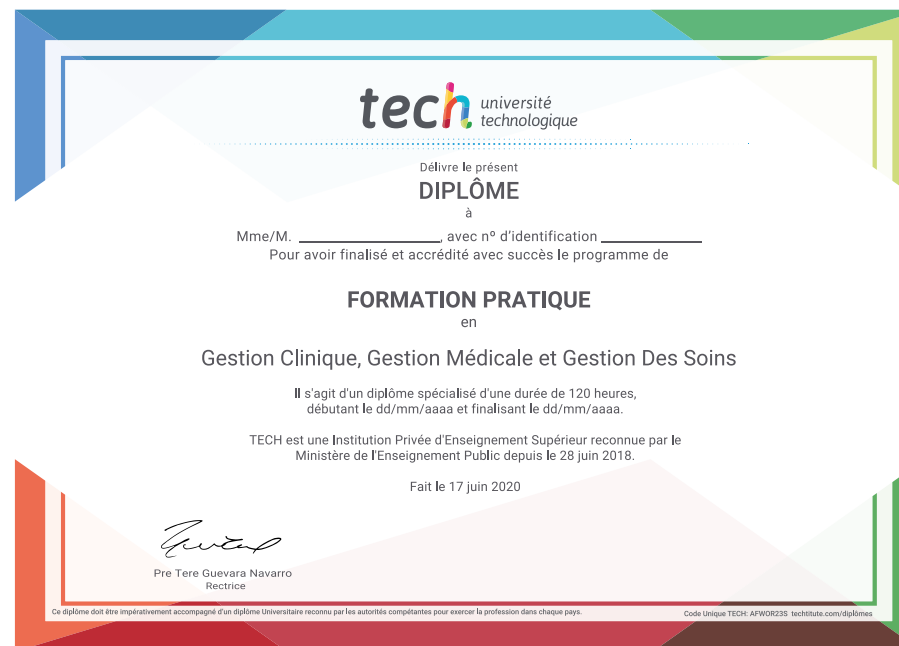 tech université
technologique
Délivre le présent
DIPLÔME
à
Mme/M. ____________________, avec nº d'identification ______________
Pour avoir finalisé et accrédité avec succès le programme de
FORMATION PRATIQUE
en
Gestion Clinique, Gestion Médicale et Gestion Des Soins
Il s'agit d'un diplôme spécialisé d'une durée de 120 heures,
débutant le dd/mm/aaaa et finalisant le dd/mm/aaaa.
TECH est une Institution Privée d'Enseignement Supérieur reconnue par le
Ministère de l'Enseignement Public depuis le 28 juin 2018.
Fait le 17 juin 2020
Pre Tere Guevara Navarro
Rectrice
Ce diplôme doit être impérativement accompagné d'un diplôme Universitaire reconnu par les autorités compétantes pour exercer la profession dans chaque pays.
Code Unique TECH: AFWOR23S techtitute.com/diplômes